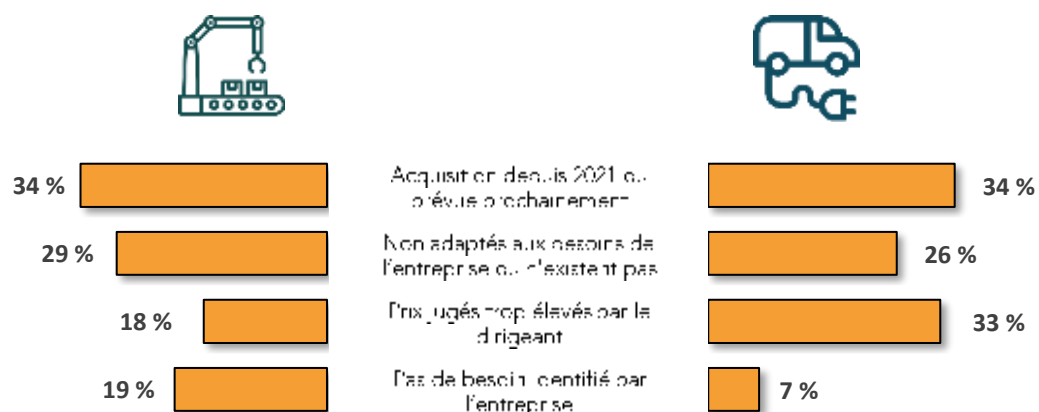 34 %
Acquisition depuis 2021 ou
prévue prochainement
34 %
29 %
Non adaptés aux besoins de
l'entreprise ou n'existent pas
26 %
18 %
Prix jugés trop élevés par le
dirigeant
33 %
19 %
Pas de besoin identifié par
l'entreprise
7 %